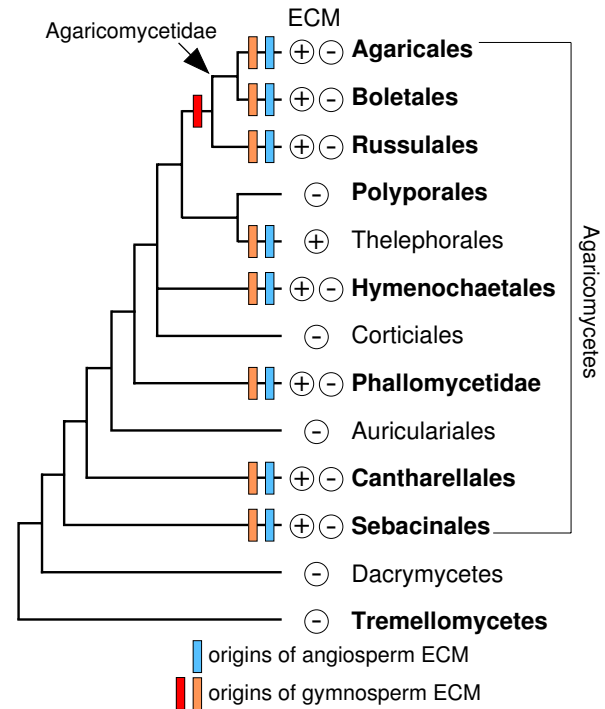 ECM
Agaricomycetidae
+ - Agaricales
+ - Boletales
+ - Russulales
- Polyporales
+ Thelephorales
+ - Hymenochaetales
- Corticiales
+ - Phallomycetidae
- Auriculariales
+ - Cantharellales
+ - Sebacinales
- Dacrymycetes
- Tremellomycetes
Agaricomycetes
origins of angiosperm ECM
origins of gymnosperm ECM